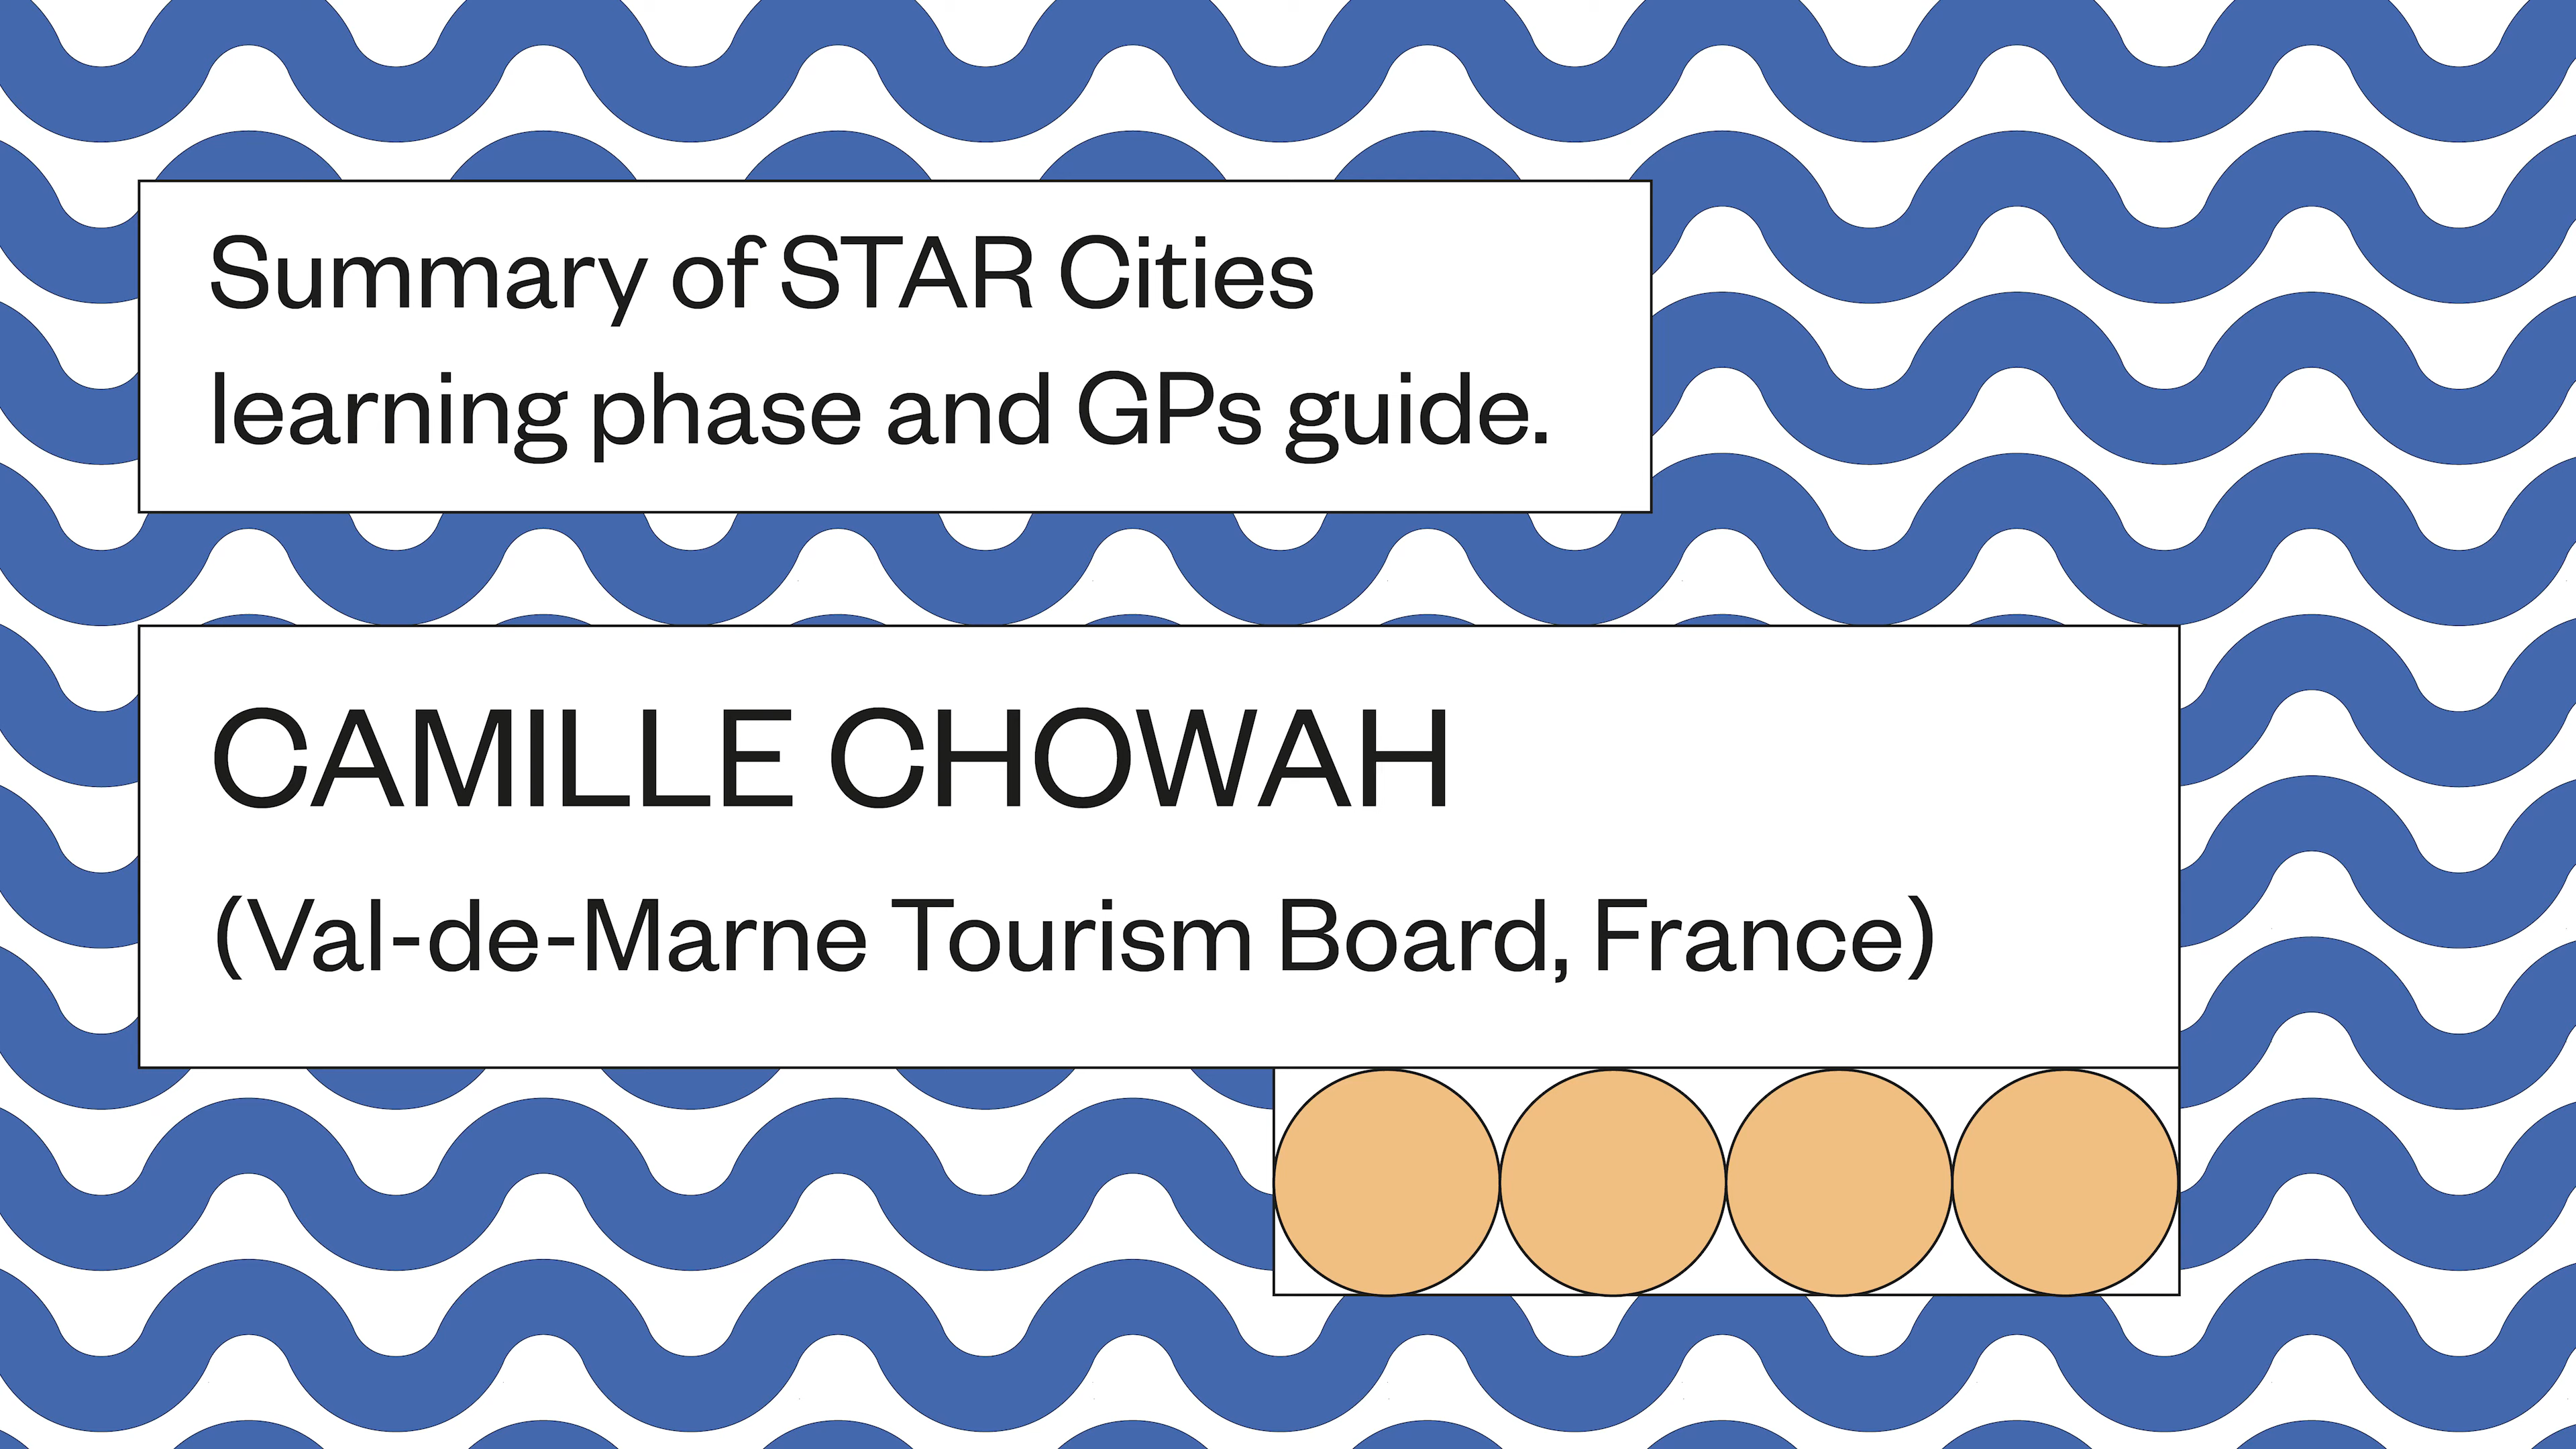 Summary of STAR Cities
learning phase and GPs guide.
CAMILLE CHOWAH
(Val-de-Marne Tourism Board, France)